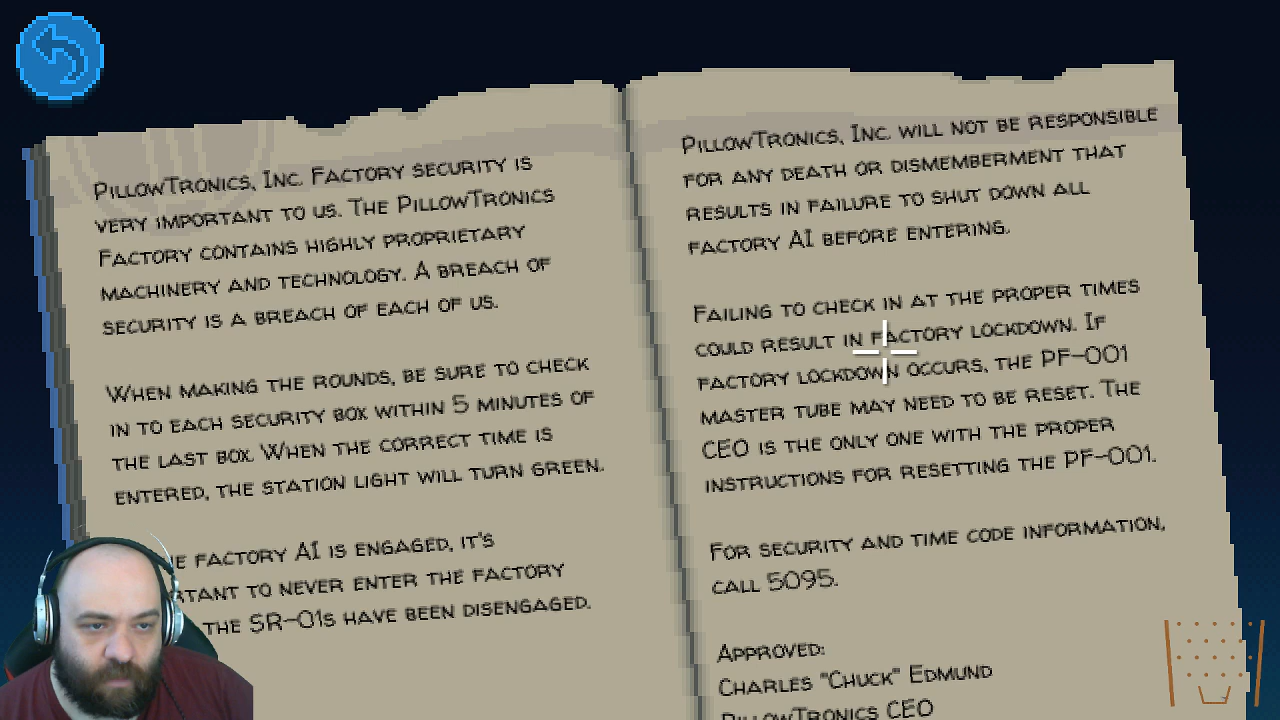 PillowTronics, Inc. Factory security is
very important to us. The PillowTronics
Factory contains highly proprietary
machinery and technology. A breach of
security is a breach of each of us.
When making the rounds, be sure to check
in to each security box within 5 minutes of
the last box. When the correct time is
entered, the station light will turn green.
factory AI is engaged, it's
to never enter the factory
the SR-01s have been disengaged.
PillowTronics, Inc. will not be responsible
for any death or dismemberment that
results in failure to shut down all
factory AI before entering.
Failing to check in at the proper times
could result in factory lockdown. If
factory lockdown occurs, the PF-001
master tube may need to be reset. The
CEO is the only one with the proper
instructions for resetting the PF-001.
For security and time code information,
call 5095.
Approved:
Charles "Chuck" Edmund
PillowTronics CEO